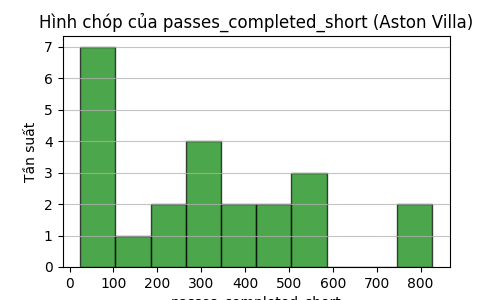 Hình chóp của passes_completed_short (Aston Villa)
7
6
5
4
3
2
1
0
Tần suất
0 100 200 300 400 500 600 700 800
passes_completed_short